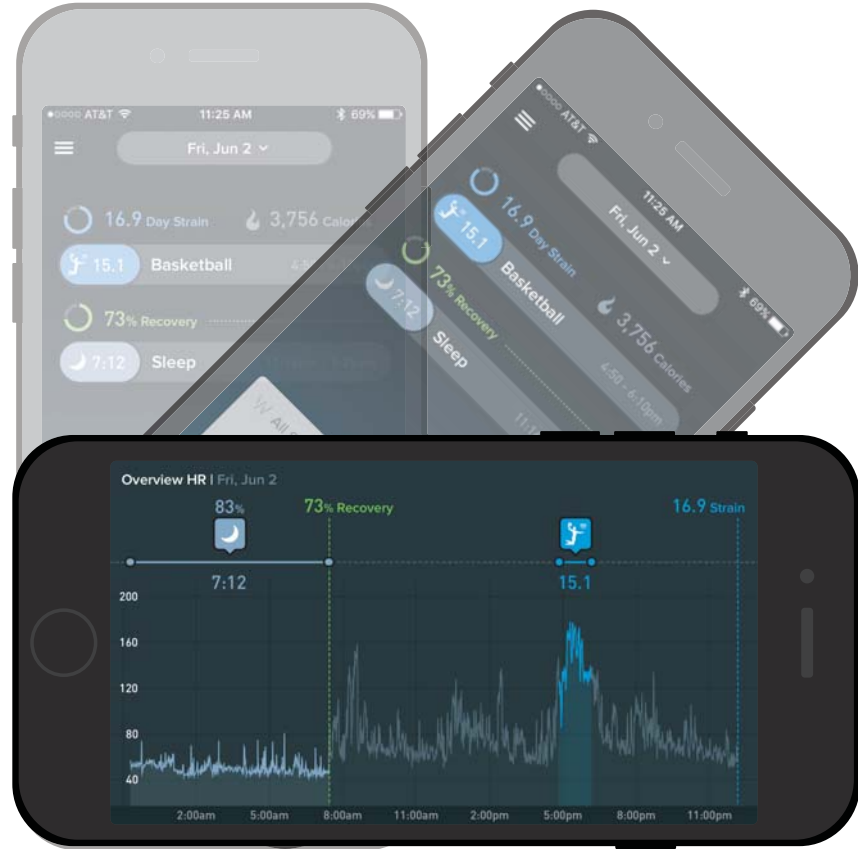 AT&T 11:25 AM 69%
Fri, Jun 2
16.9 Day Strain 3,756 Calories
15.1 Basketball
73% Recovery
7:12 Sleep
AT&T 11:25 AM 69%
Fri, Jun 2
16.9 Day Strain 3,756 Calories
15.1 Basketball 4:50 - 6:10pm
73% Recovery
7:12 Sleep
W All
Overview HR | Fri, Jun 2
83% 73% Recovery 16.9 Strain
7:12 15.1
200
160
120
80
40
2:00am 5:00am 8:00am 11:00am 2:00pm 5:00pm 8:00pm 11:00pm